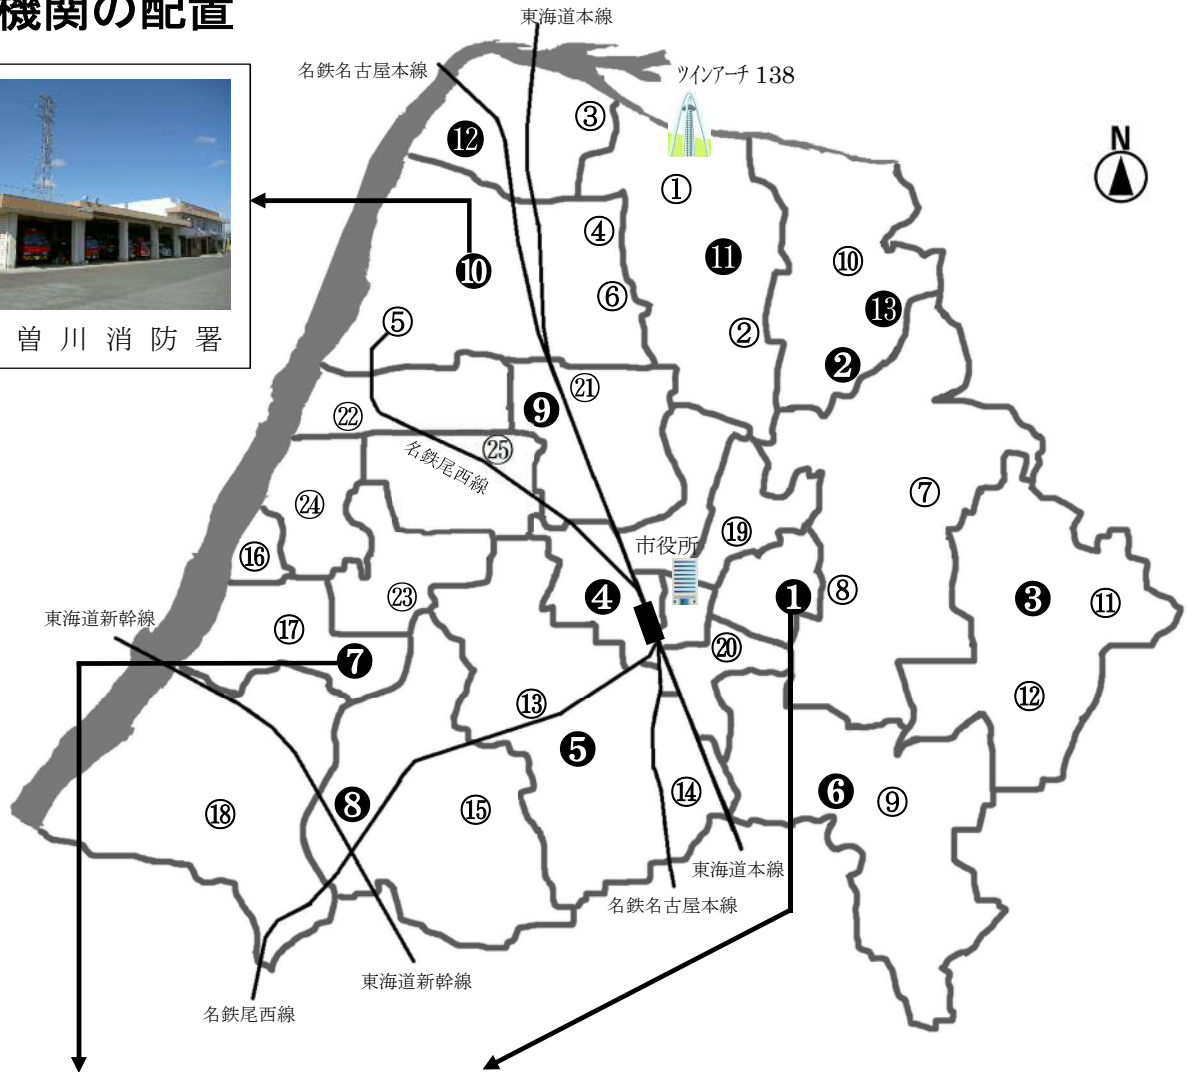 機関の配置
東海道本線
名鉄名古屋本線
ツインアーチ 138
N
③
⓬
①
④
⓫
⑩
❿
⑥
⓭
⑤
②
❷
曽川消防署
㉑
㉒
❾
㉕
名鉄尾西線
⑦
㉔
⑲
市役所
⑯
❹
❶
⑧
❸
⑪
㉓
東海道新幹線
⑰
⑳
❼
⑬
⑫
❺
❽
⑱
⑮
⑭
❻
⑨
東海道本線
名鉄名古屋本線
東海道新幹線
名鉄尾西線